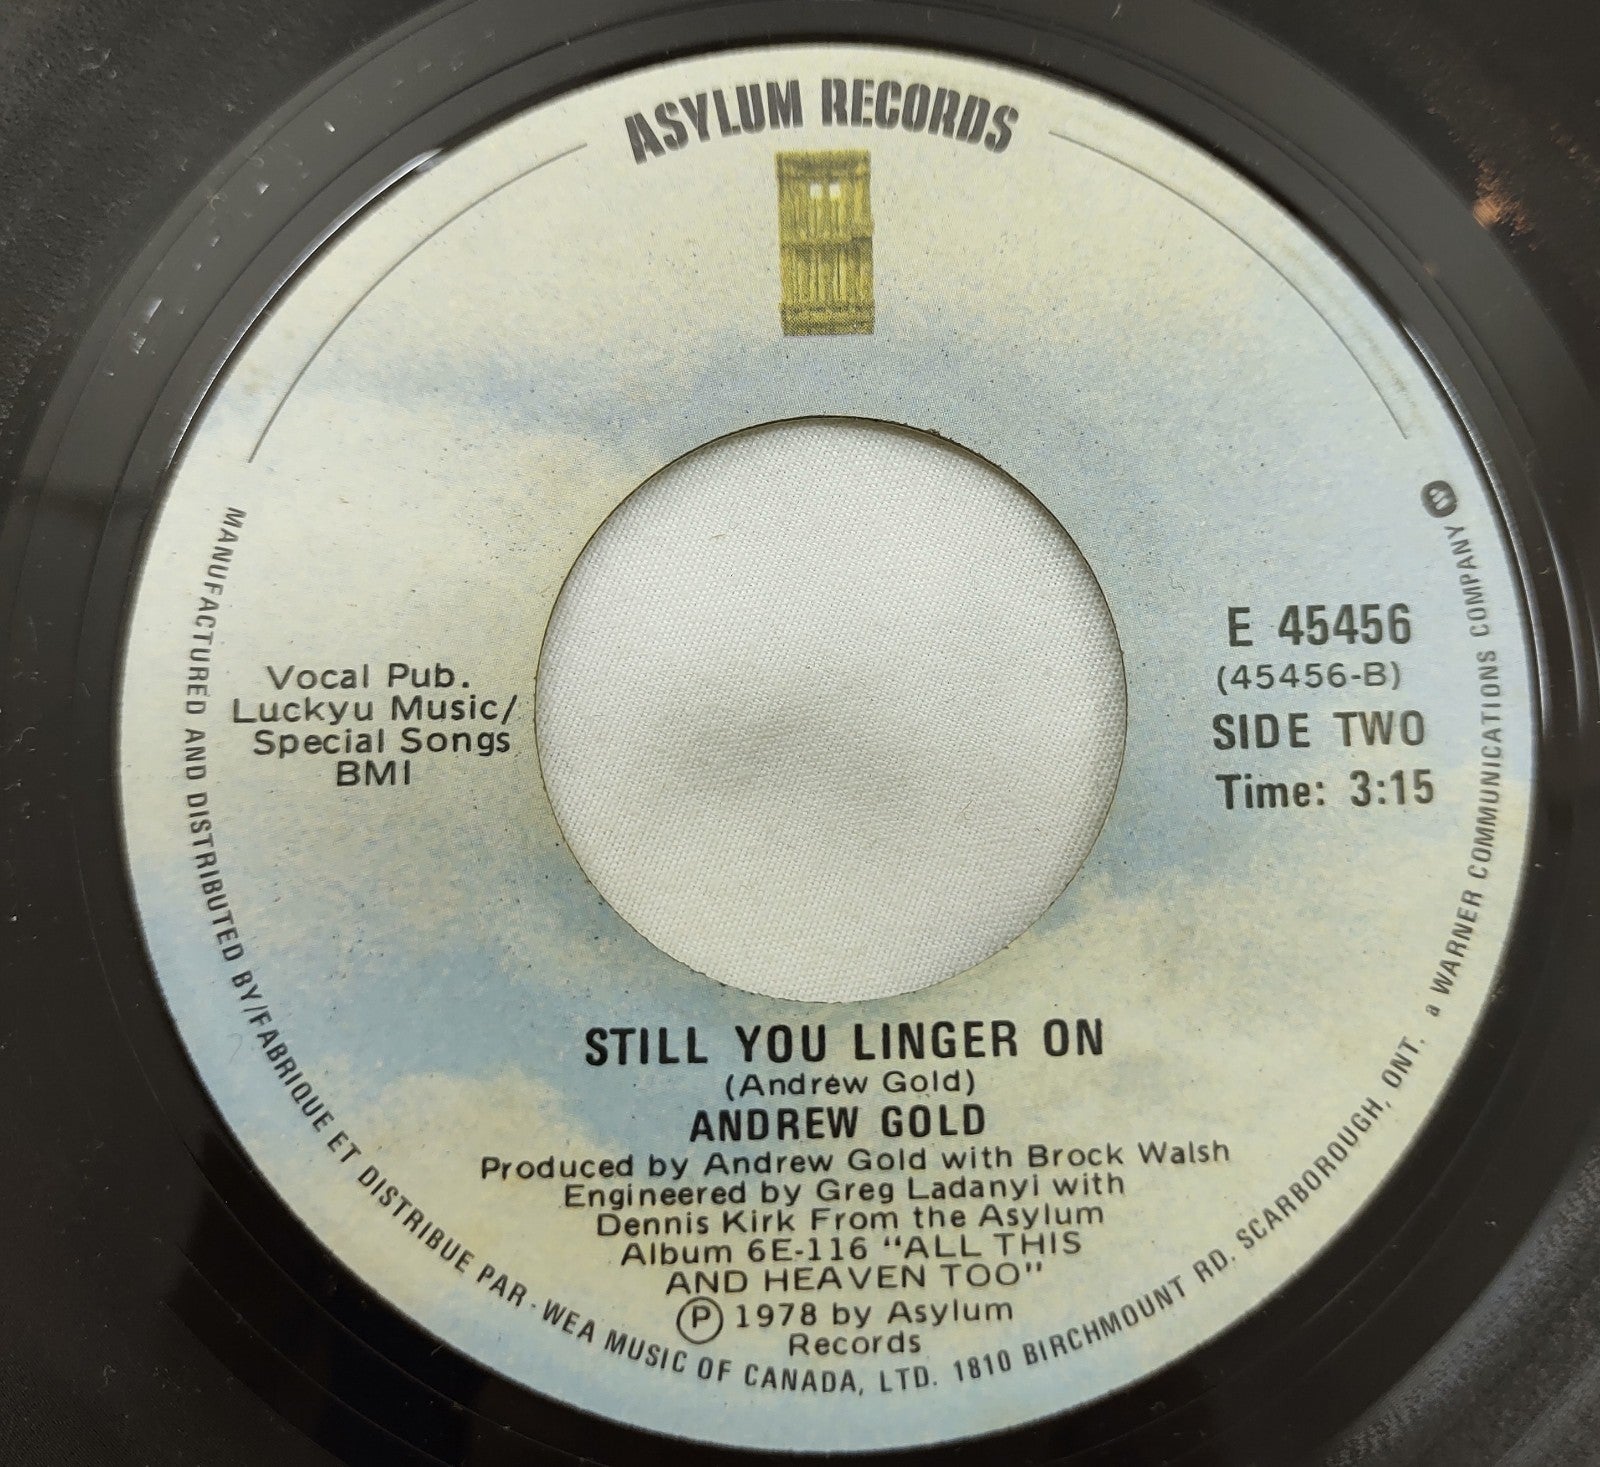 ASYLUM RECORDS
Vocal Pub.
Luckyu Music/
Special Songs
BMI
E 45456
(45456-B)
SIDE TWO
Time: 3:15
STILL YOU LINGER ON
(Andrew Gold)
ANDREW GOLD
Produced by Andrew Gold with Brock Walsh
Engineered by Greg Ladanyi with
Dennis Kirk From the Asylum
Album 6E-116 "ALL THIS
AND HEAVEN TOO"
Ⓟ 1978 by Asylum
Records
MANUFACTURED AND DISTRIBUTED BY/FABRIQUE ET DISTRIBUE PAR · WEA MUSIC OF CANADA, LTD. 1810 BIRCHMOUNT RD. SCARBOROUGH, ONT. a WARNER COMMUNICATIONS COMPANY